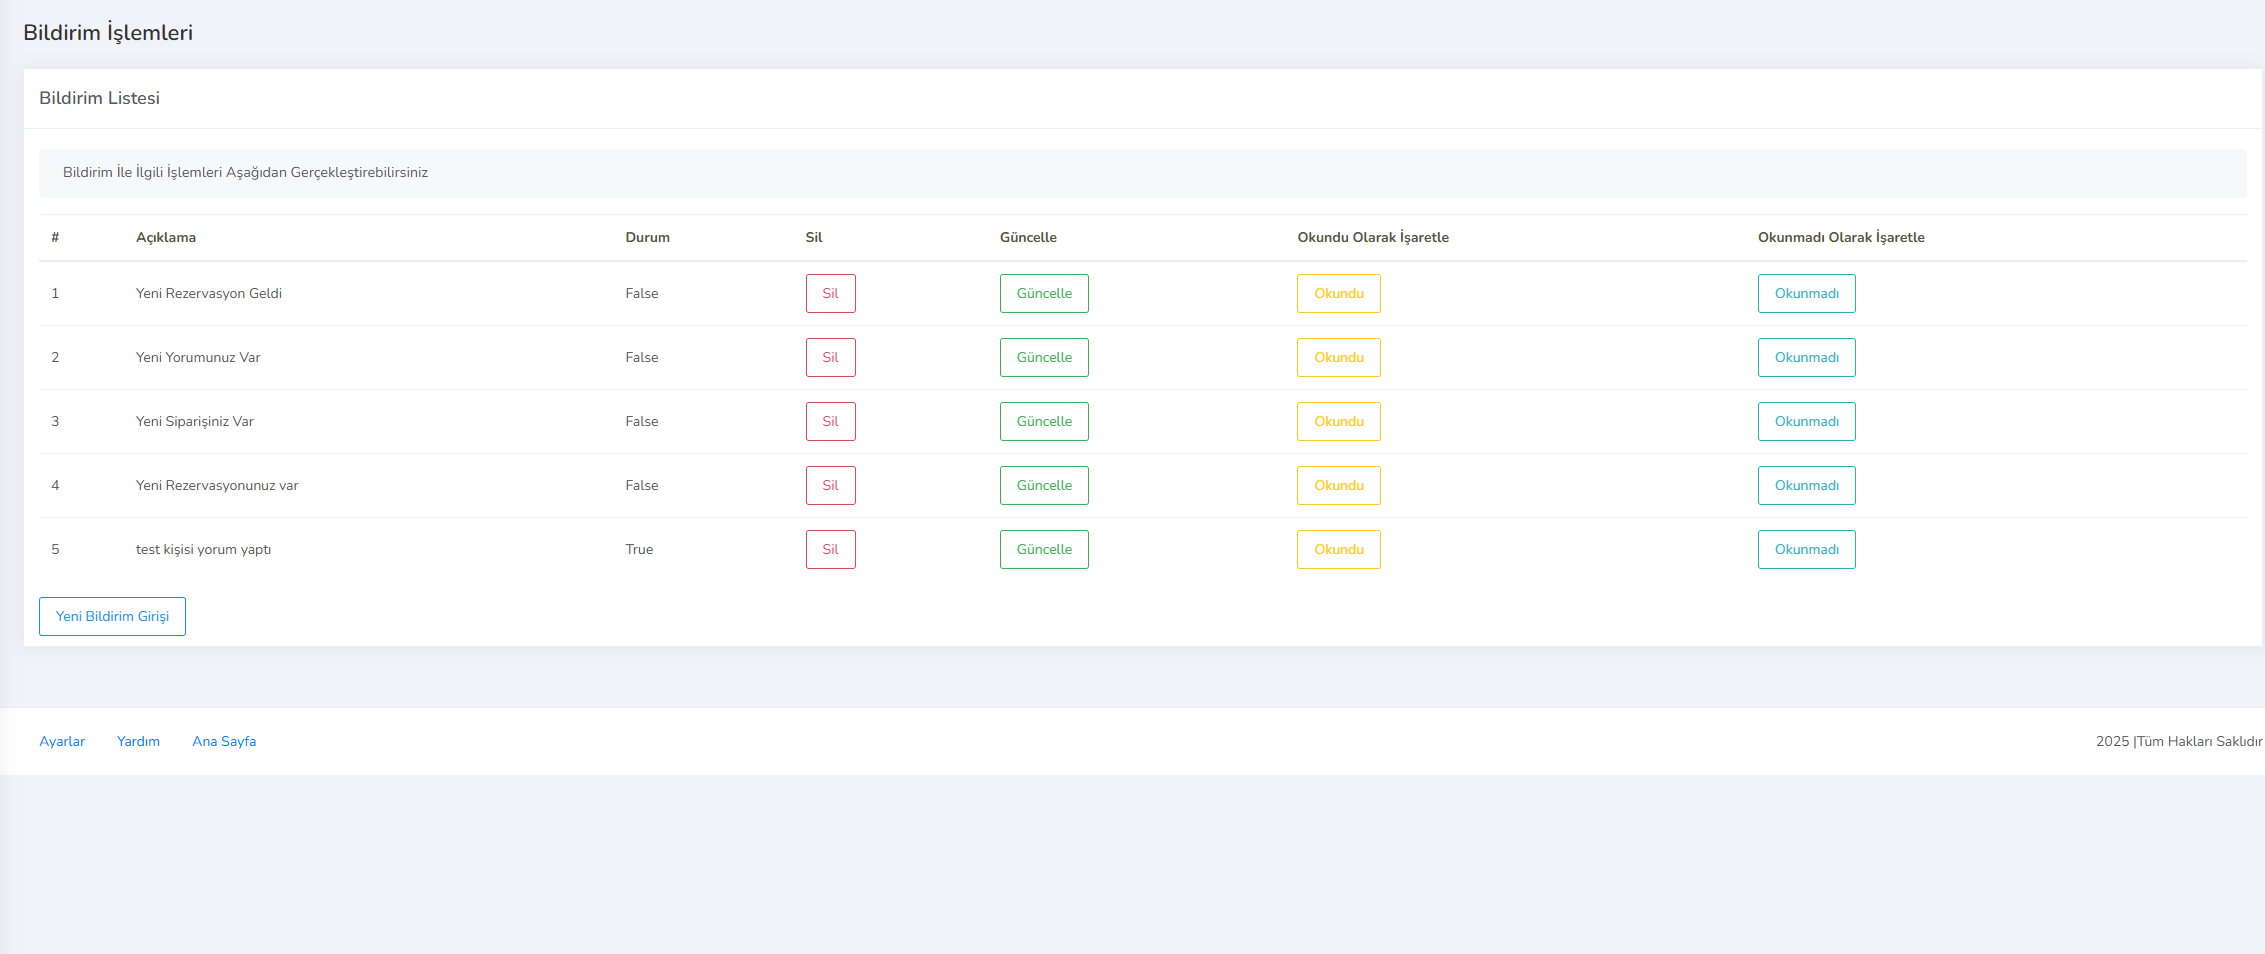 Bildirim İşlemleri
Bildirim Listesi
Bildirim İle İlgili İşlemleri Aşağıdan Gerçekleştirebilirsiniz
# Açıklama Durum Sil Güncelle Okundu Olarak İşaretle Okunmadı Olarak İşaretle
1 Yeni Rezervasyon Geldi False Sil Güncelle Okundu Okunmadı
2 Yeni Yorumunuz Var False Sil Güncelle Okundu Okunmadı
3 Yeni Siparişiniz Var False Sil Güncelle Okundu Okunmadı
4 Yeni Rezervasyonunuz var False Sil Güncelle Okundu Okunmadı
5 test kişisi yorum yaptı True Sil Güncelle Okundu Okunmadı
Yeni Bildirim Girişi
Ayarlar Yardım Ana Sayfa 2025 |Tüm Hakları Saklıdır